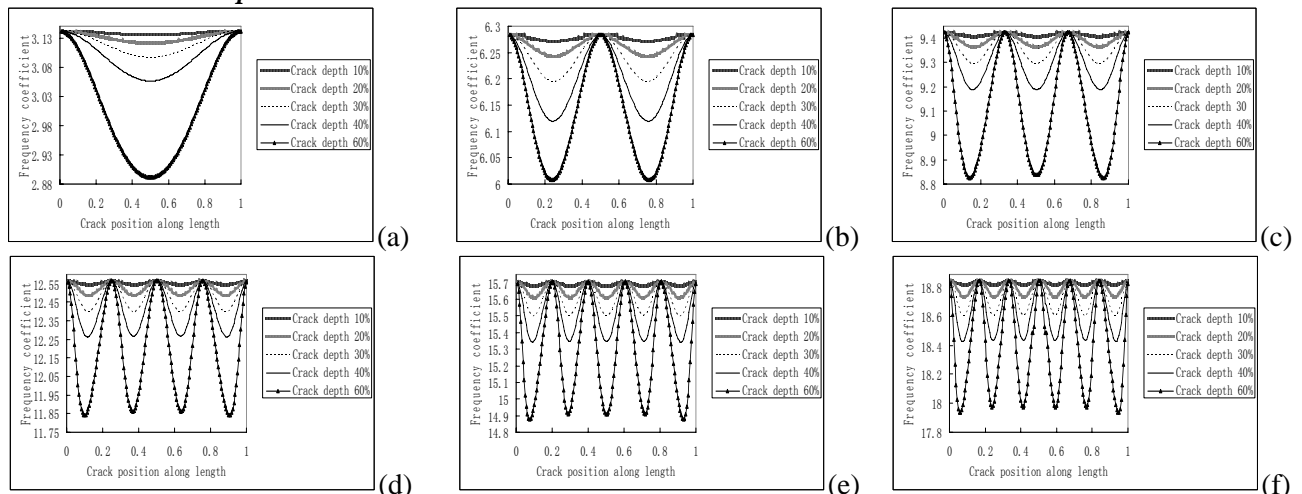 Frequency coefficient
3.13
3.08
3.03
2.98
2.93
2.88
0 0.2 0.4 0.6 0.8 1
Crack position along length
Crack depth 10%
Crack depth 20%
Crack depth 30%
Crack depth 40%
Crack depth 60%
(a)
Frequency coefficient
6.3
6.25
6.2
6.15
6.1
6.05
6
0 0.2 0.4 0.6 0.8 1
Crack position along length
Crack depth 10%
Crack depth 20%
Crack depth 30%
Crack depth 40%
Crack depth 60%
(b)
Frequency coefficient
9.4
9.3
9.2
9.1
9
8.9
8.8
0 0.2 0.4 0.6 0.8 1
Crack position along length
Crack depth 10%
Crack depth 20%
Crack depth 30
Crack depth 40%
Crack depth 60%
(c)
Frequency coefficient
12.55
12.45
12.35
12.25
12.15
12.05
11.95
11.85
11.75
0 0.2 0.4 0.6 0.8 1
Crack position along length
Crack depth 10%
Crack depth 20%
Crack depth 30%
Crack depth 40%
Crack depth 60%
(d)
Frequency coefficient
15.7
15.6
15.5
15.4
15.3
15.2
15.1
15
14.9
14.8
0 0.2 0.4 0.6 0.8 1
Crack position along length
Crack depth 10%
Crack depth 20%
Crack depth 30%
Crack depth 40%
Crack depth 60%
(e)
Frequency coefficient
18.8
18.6
18.4
18.2
18
17.8
0 0.2 0.4 0.6 0.8 1
Crack position along length
Crack depth 10%
Crack depth 20%
Crack depth 30%
Crack depth 40%
Crack depth 60%
(f)